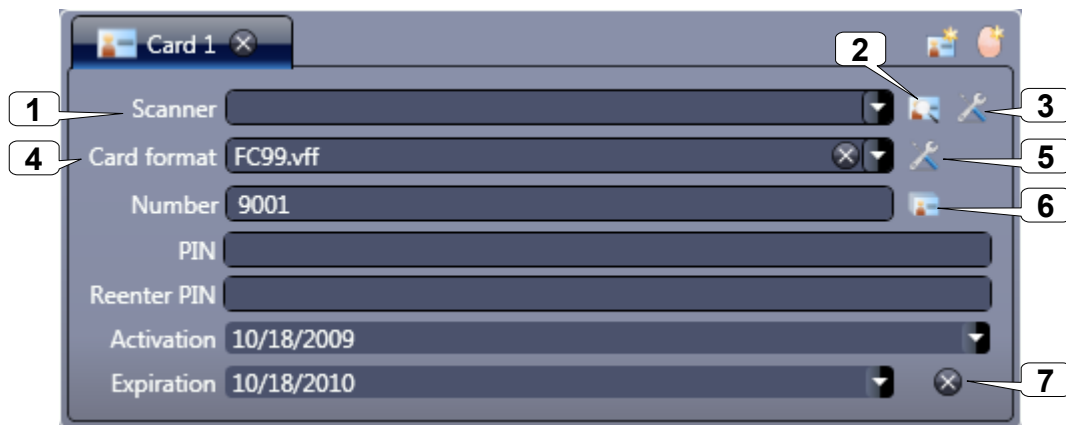 Card 1
2
1 Scanner 3
4 Card format FC99.vff 5
Number 9001 6
PIN
Reenter PIN
Activation 10/18/2009
Expiration 10/18/2010 7